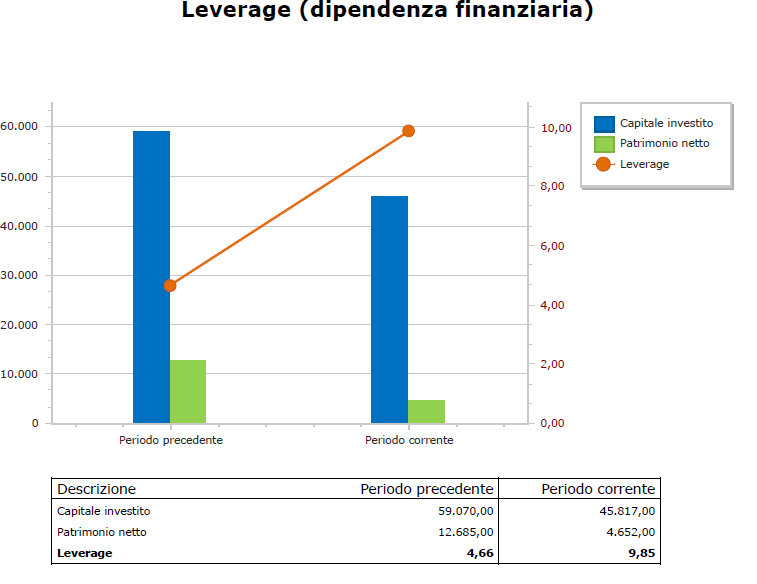 Leverage (dipendenza finanziaria)
60.000
50.000
40.000
30.000
20.000
10.000
0
10,00
8,00
6,00
4,00
2,00
0,00
Periodo precedente
Periodo corrente
Capitale investito
Patrimonio netto
Leverage
Descrizione Periodo precedente Periodo corrente
Capitale investito 59.070,00 45.817,00
Patrimonio netto 12.685,00 4.652,00
Leverage 4,66 9,85